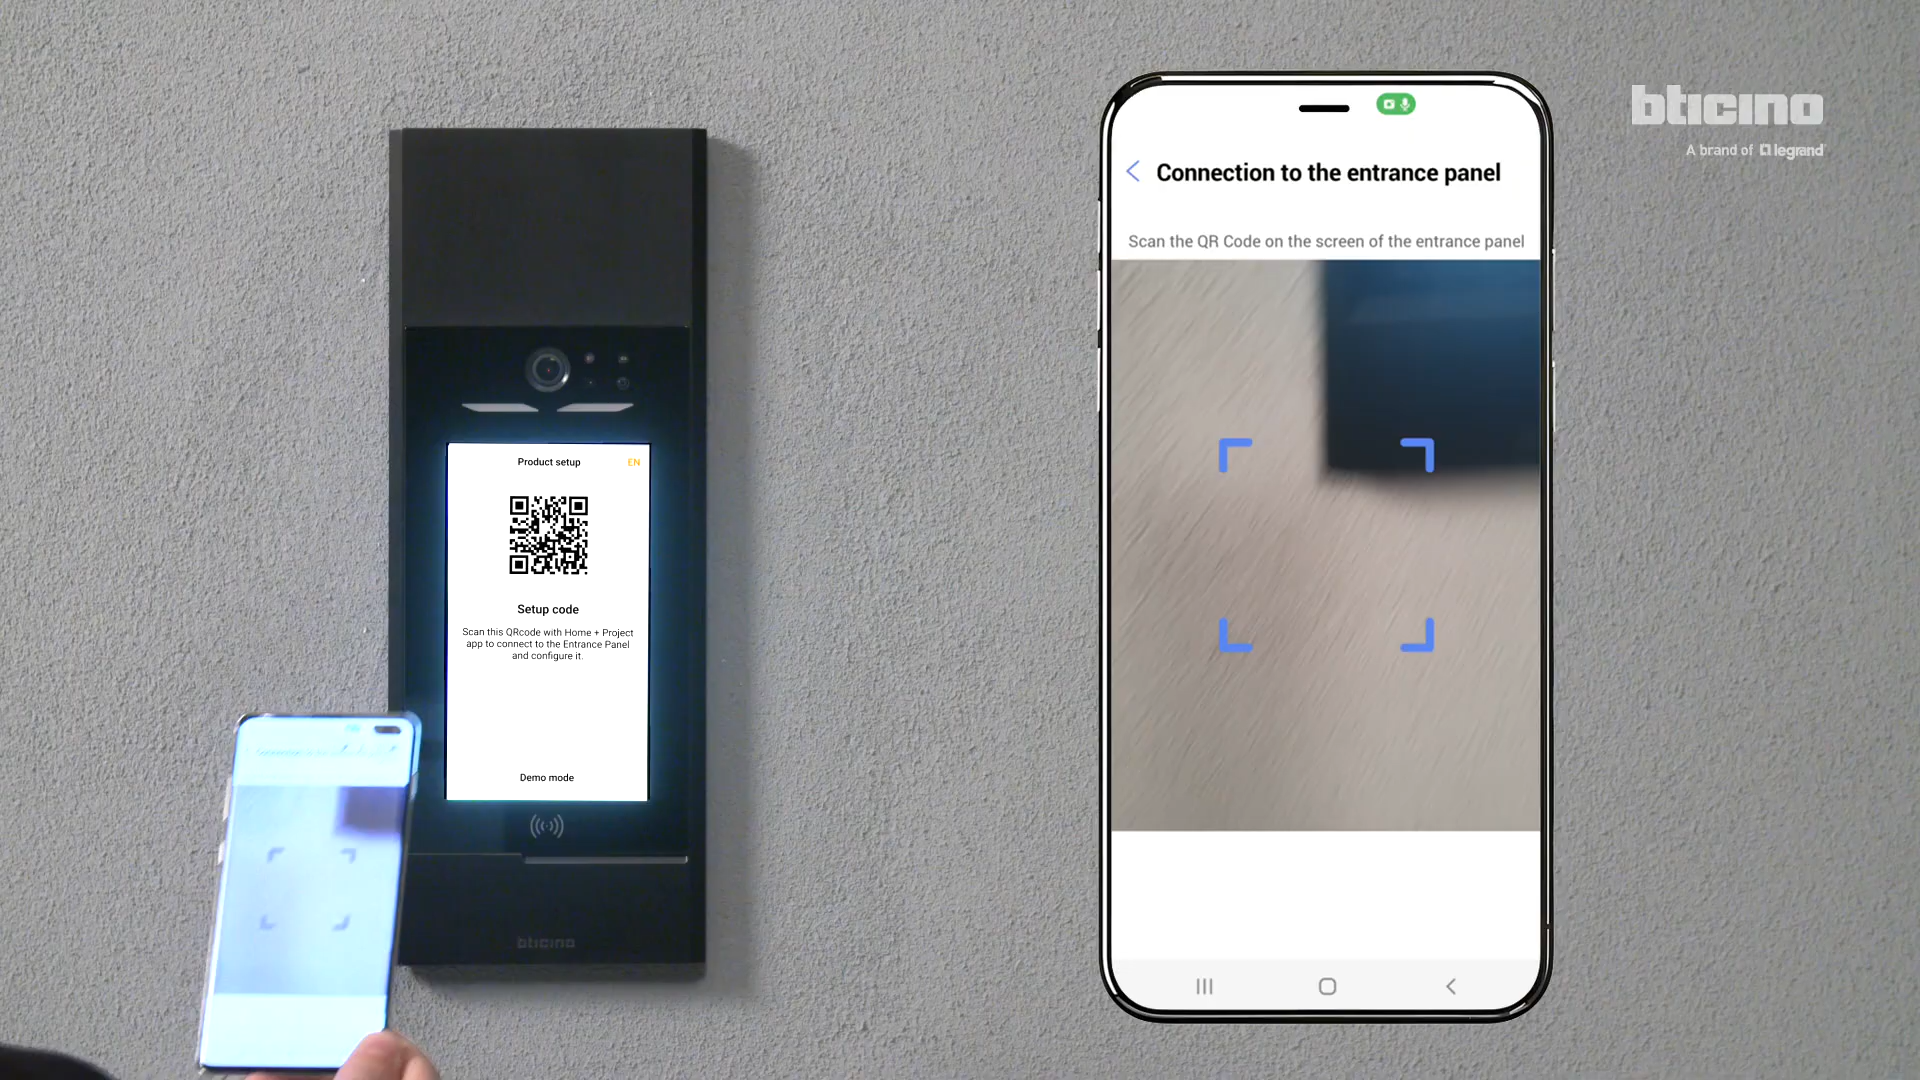 Product setup
EN
Setup code
Scan this QRcode with Home + Project
app to connect to the Entrance Panel
and configure it.
Demo mode
bticino
Connection to the entrance panel
Scan the QR Code on the screen of the entrance panel
bticino
A brand of legrand